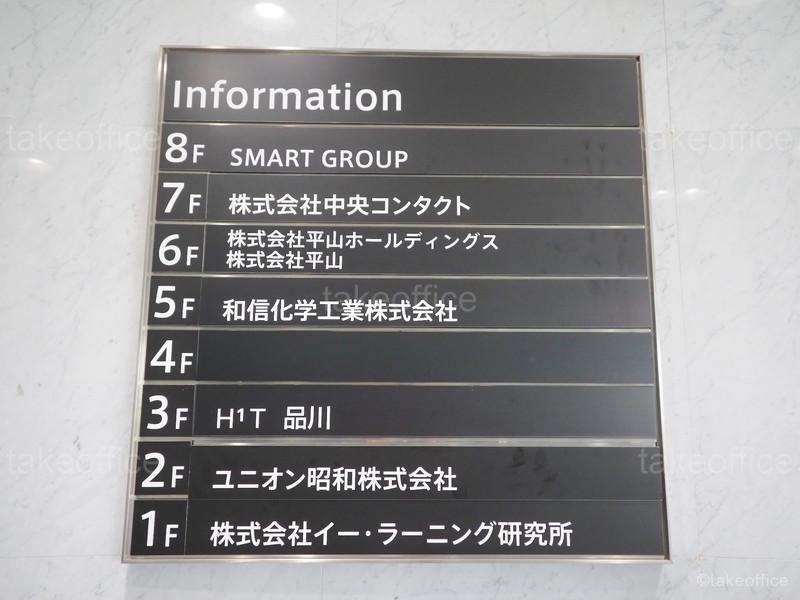 Information
8F SMART GROUP
7F 株式会社中央コンタクト
6F 株式会社平山ホールディングス
株式会社平山
5F 和信化学工業株式会社
4F
3F H¹T 品川
2F ユニオン昭和株式会社
1F 株式会社イー・ラーニング研究所
takeoffice
takeoffice
takeoffice
takeoffice
takeoffice
©takeoffice